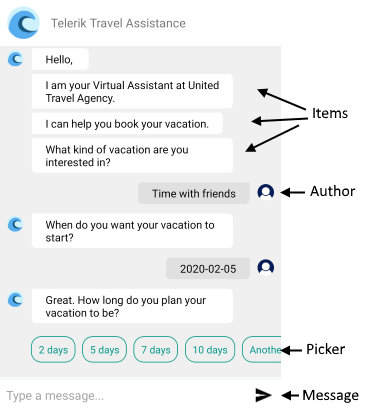 Telerik Travel Assistance
Hello,
I am your Virtual Assistant at United
Travel Agency.
Items
I can help you book your vacation.
What kind of vacation are you
interested in?
Time with friends
Author
When do you want your vacation to
start?
2020-02-05
Great. How long do you plan your
vacation to be?
2 days 5 days 7 days 10 days Anothe
Picker
Type a message...
Message